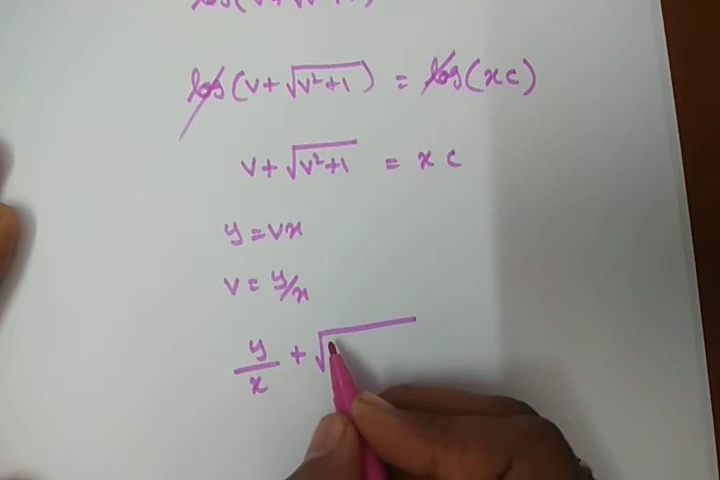 log(v+√v²+1) = log(xc)
v+√v²+1 = xc
y = vx
v = y/x
y/x + √